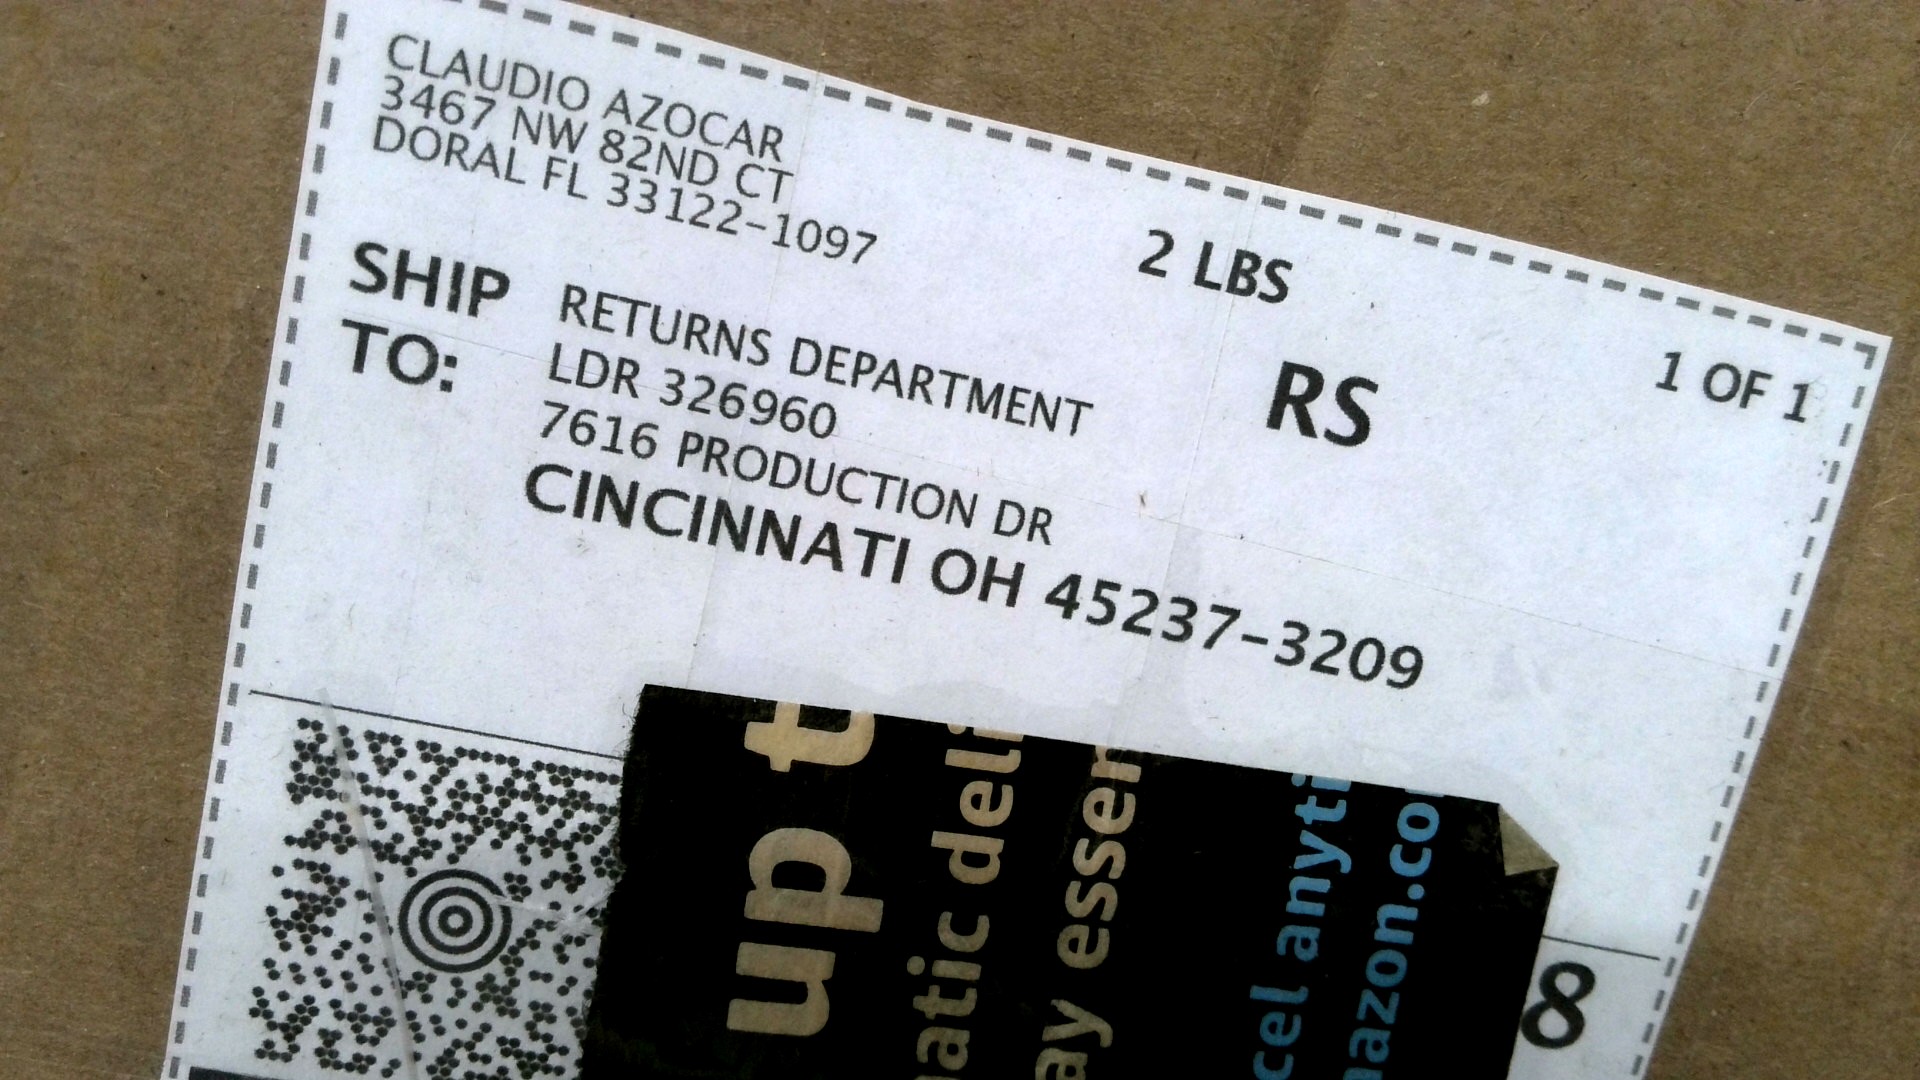 CLAUDIO AZOCAR
3467 NW 82ND CT
DORAL FL 33122-1097
2 LBS
1 OF 1
SHIP TO:
RETURNS DEPARTMENT
LDR 326960
7616 PRODUCTION DR
CINCINNATI OH 45237-3209
RS
up t
atic deli
ay essen
cel anyti
mazon.co
8